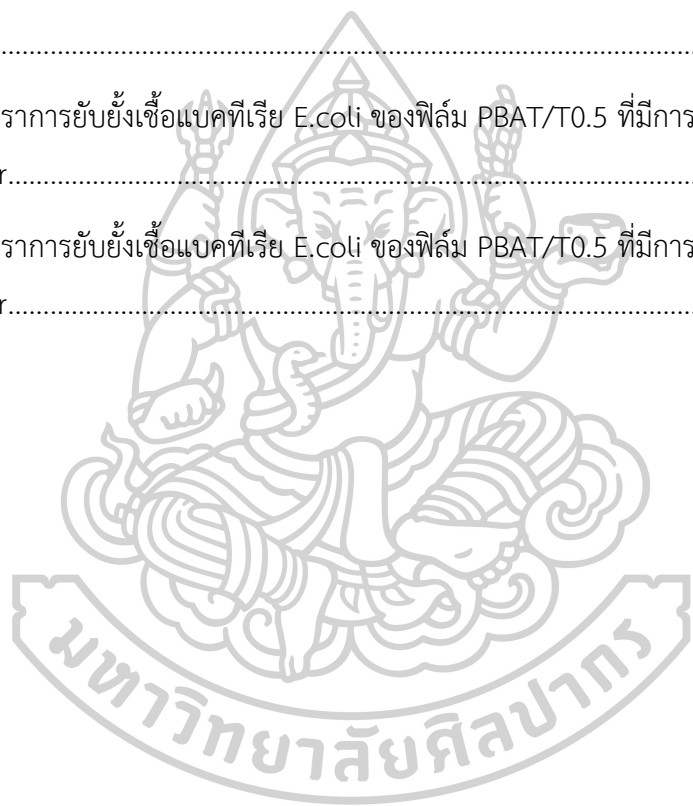 ........................................................................................................................
ราการยับยั้งเชื้อแบคทีเรีย E.coli ของฟิล์ม PBAT/T0.5 ที่มีการ
r......................................................................................................................
ราการยับยั้งเชื้อแบคทีเรีย E.coli ของฟิล์ม PBAT/T0.5 ที่มีการ
r......................................................................................................................
มหาวิทยาลัยศิลปากร